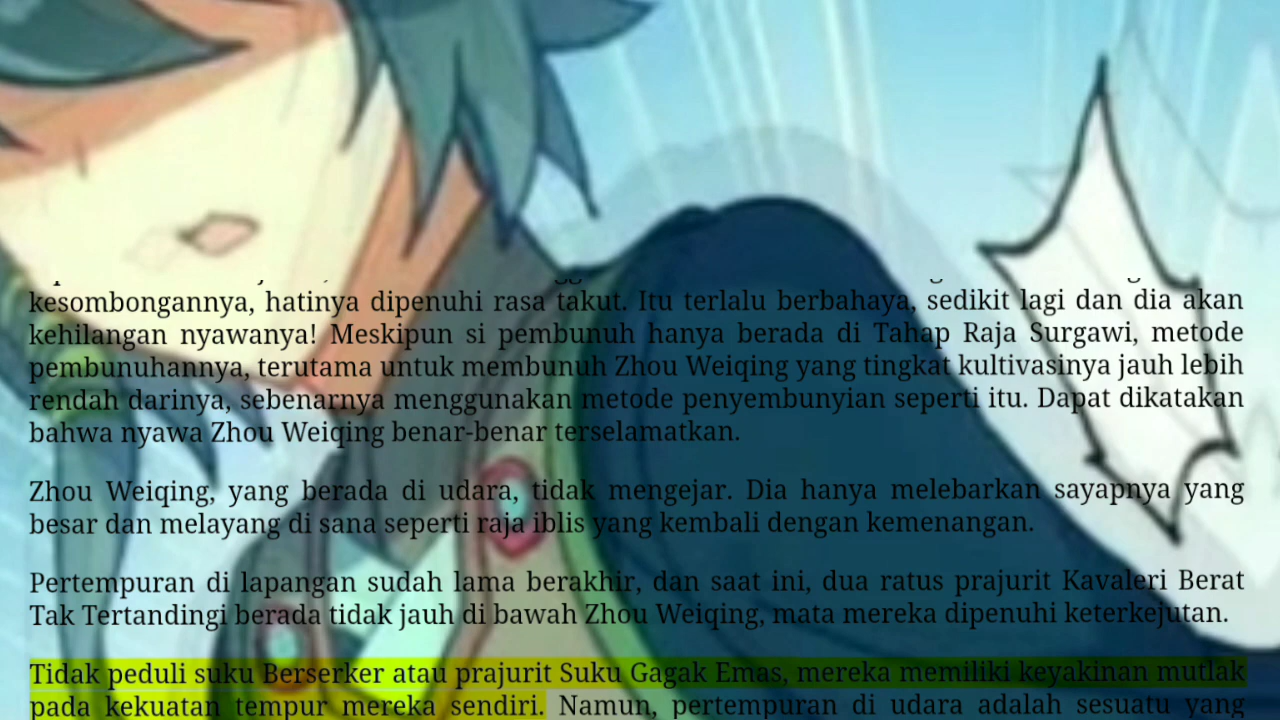 kesombongannya, hatinya dipenuhi rasa takut. Itu terlalu berbahaya, sedikit lagi dan dia akan
kehilangan nyawanya! Meskipun si pembunuh hanya berada di Tahap Raja Surgawi, metode
pembunuhannya, terutama untuk membunuh Zhou Weiqing yang tingkat kultivasinya jauh lebih
rendah darinya, sebenarnya menggunakan metode penyembunyian seperti itu. Dapat dikatakan
bahwa nyawa Zhou Weiqing benar-benar terselamatkan.
Zhou Weiqing, yang berada di udara, tidak mengejar. Dia hanya melebarkan sayapnya yang
besar dan melayang di sana seperti raja iblis yang kembali dengan kemenangan.
Pertempuran di lapangan sudah lama berakhir, dan saat ini, dua ratus prajurit Kavaleri Berat
Tak Tertandingi berada tidak jauh di bawah Zhou Weiqing, mata mereka dipenuhi keterkejutan.
Tidak peduli suku Berserker atau prajurit Suku Gagak Emas, mereka memiliki keyakinan mutlak
pada kekuatan tempur mereka sendiri. Namun, pertempuran di udara adalah sesuatu yang